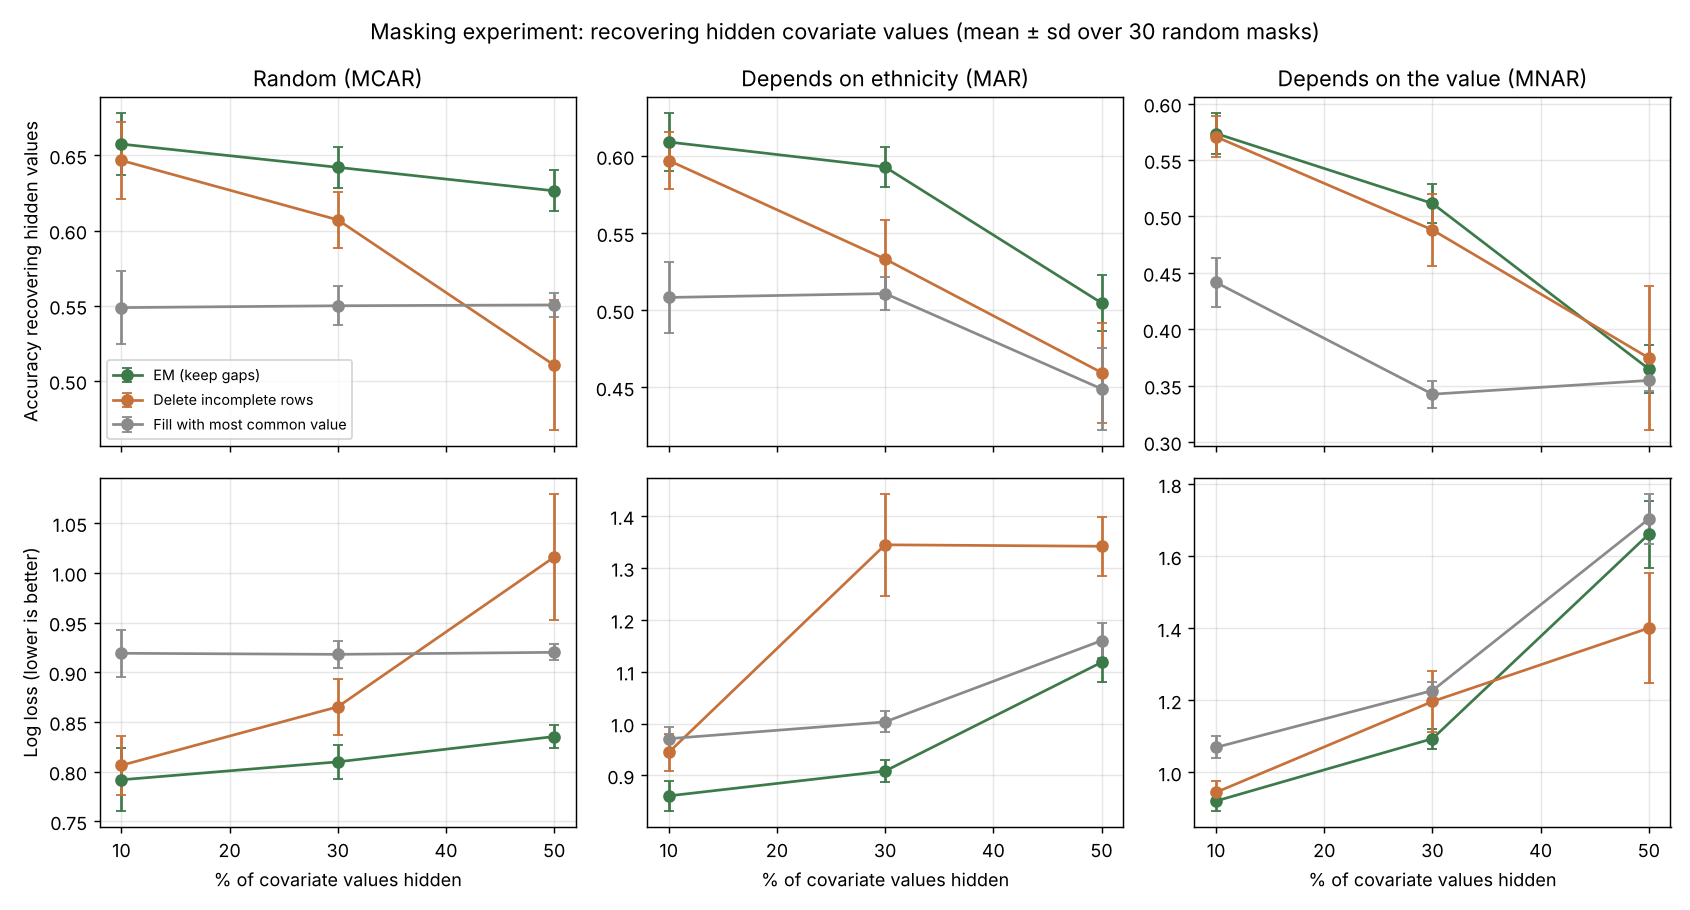 Masking experiment: recovering hidden covariate values (mean ± sd over 30 random masks)
Random (MCAR)
Depends on ethnicity (MAR)
Depends on the value (MNAR)
Accuracy recovering hidden values
0.65
0.60
0.55
0.50
EM (keep gaps)
Delete incomplete rows
Fill with most common value
0.60
0.55
0.50
0.45
0.60
0.55
0.50
0.45
0.40
0.35
0.30
Log loss (lower is better)
1.05
1.00
0.95
0.90
0.85
0.80
0.75
10 20 30 40 50
% of covariate values hidden
1.4
1.3
1.2
1.1
1.0
0.9
10 20 30 40 50
% of covariate values hidden
1.8
1.6
1.4
1.2
1.0
10 20 30 40 50
% of covariate values hidden